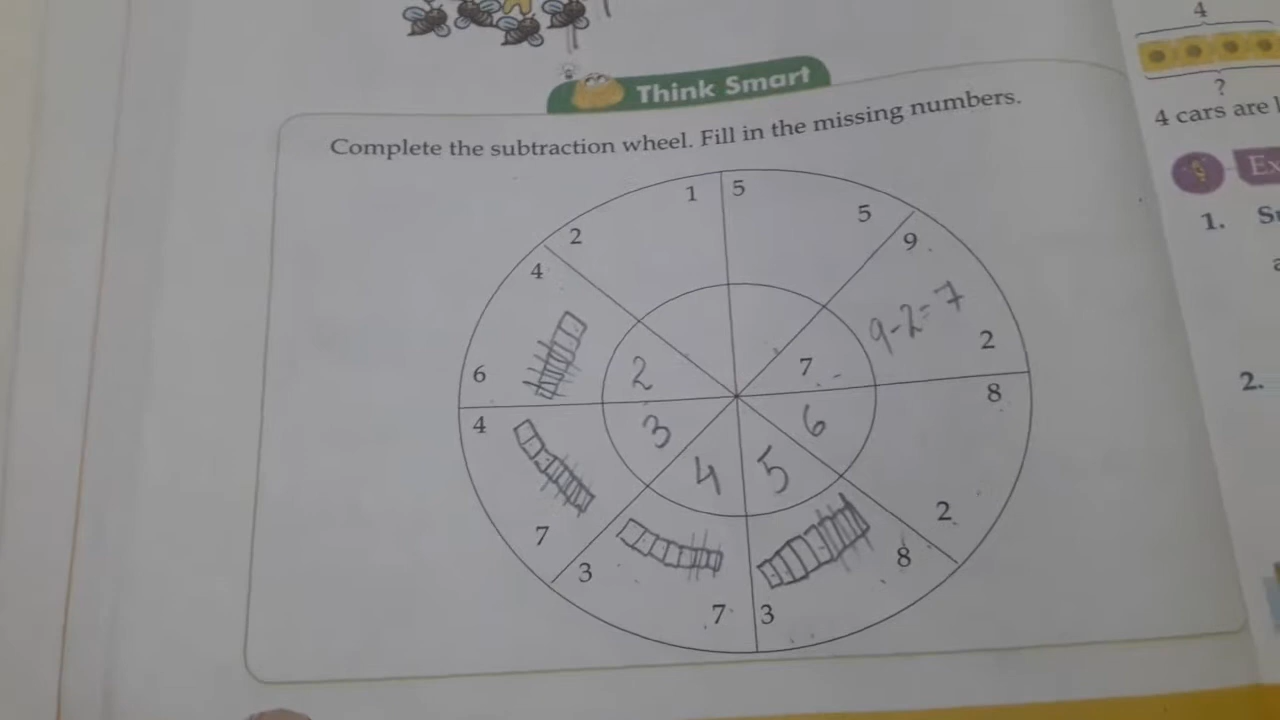 Think Smart
Complete the subtraction wheel. Fill in the missing numbers.
1 5
2 5
4 9
9-2=7
6 2 7 2
4 3 6 8
4 5
7 8 2
3 7 3
4
?
4 cars are
Ex
1.
2.